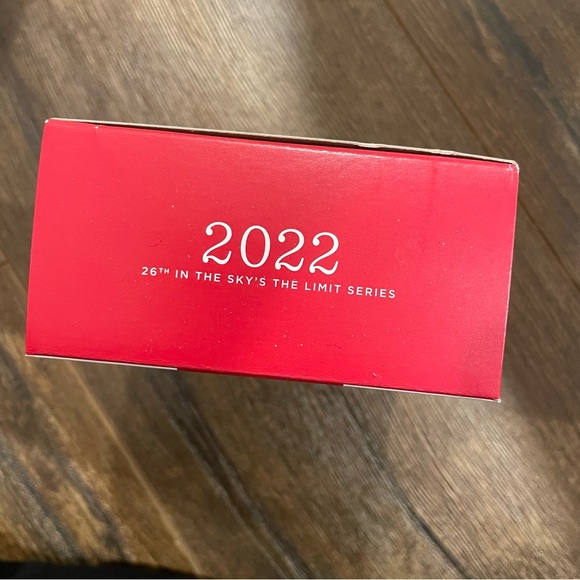 2022
26TH IN THE SKY'S THE LIMIT SERIES